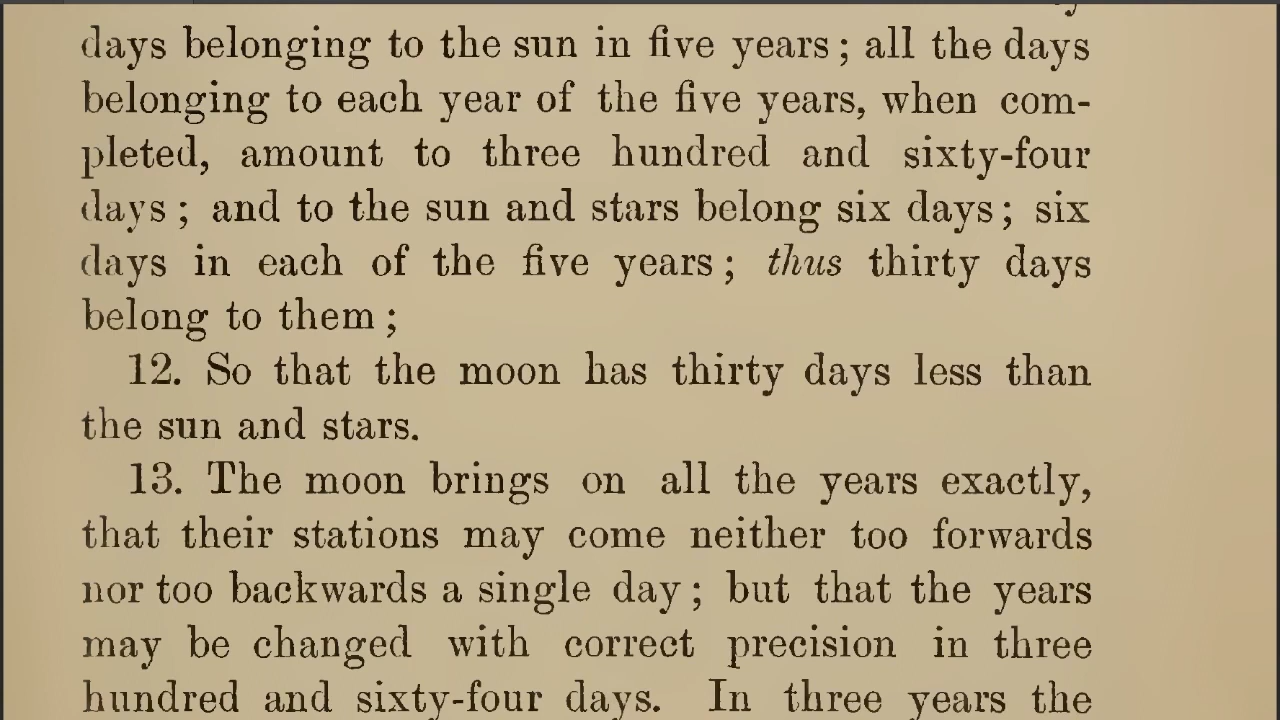 days belonging to the sun in five years; all the days
belonging to each year of the five years, when com-
pleted, amount to three hundred and sixty-four
days; and to the sun and stars belong six days; six
days in each of the five years; thus thirty days
belong to them;
12. So that the moon has thirty days less than
the sun and stars.
13. The moon brings on all the years exactly,
that their stations may come neither too forwards
nor too backwards a single day; but that the years
may be changed with correct precision in three
hundred and sixty-four days. In three years the